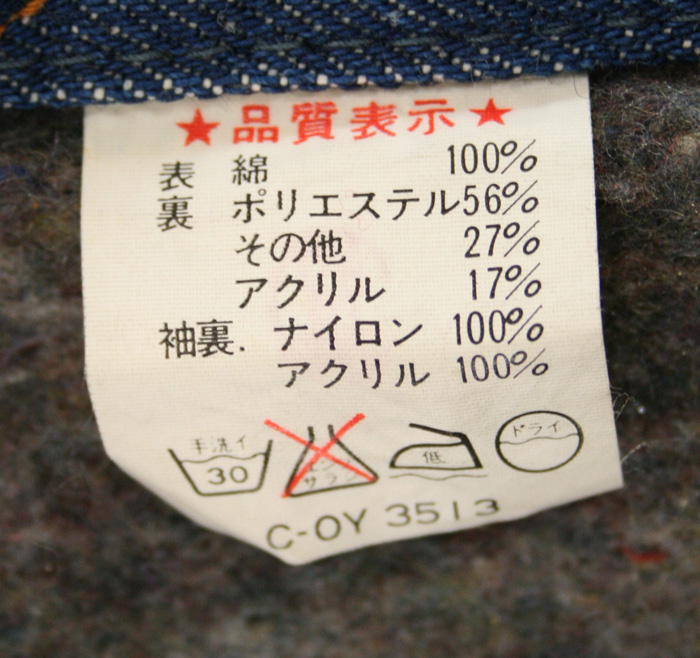 ★品質表示★
表 綿 100%
裏 ポリエステル56%
その他 27%
アクリル 17%
袖裏. ナイロン 100%
アクリル 100%
手洗イ 30
エンソ サラシ
低
ドライ
C-OY 3513